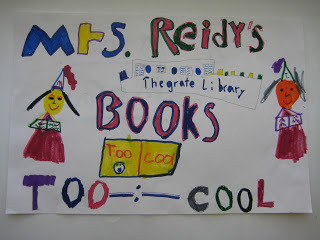 Mrs. Reidy's
Thegrate Library
BOOKS
Too COOl
TOO-:-COOL